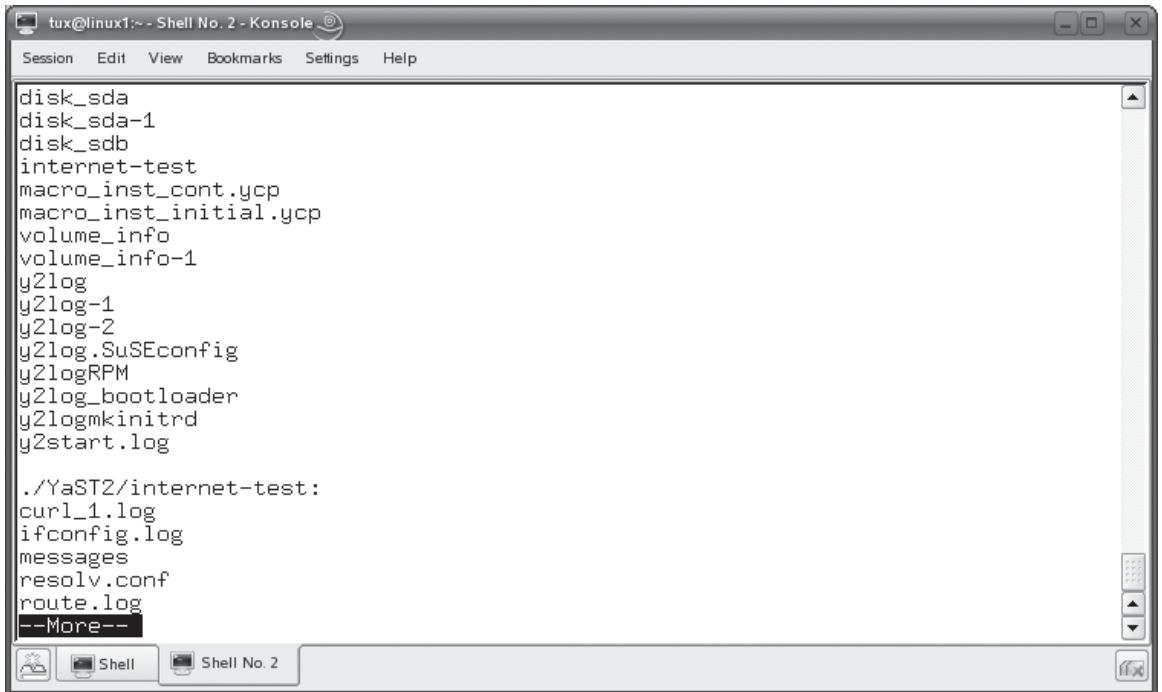 tux@linux1:~ - Shell No. 2 - Konsole
Session Edit View Bookmarks Settings Help
disk_sda
disk_sda-1
disk_sdb
internet-test
macro_inst_cont.ycp
macro_inst_initial.ycp
volume_info
volume_info-1
y2log
y2log-1
y2log-2
y2log.SuSEconfig
y2logRPM
y2log_bootloader
y2logmkinitrd
y2start.log
./YaST2/internet-test:
curl_1.log
ifconfig.log
messages
resolv.conf
route.log
--More--
Shell Shell No. 2